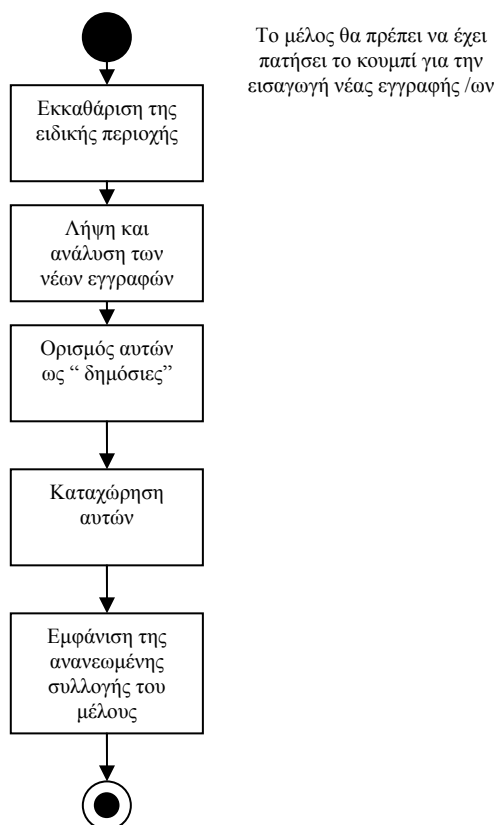 Το μέλος θα πρέπει να έχει
πατήσει το κουμπί για την
εισαγωγή νέας εγγραφής /ων
Εκκαθάριση της
ειδικής περιοχής
Λήψη και
ανάλυση των
νέων εγγραφών
Ορισμός αυτών
ως “ δημόσιες”
Καταχώρηση
αυτών
Εμφάνιση της
ανανεωμένης
συλλογής του
μέλους